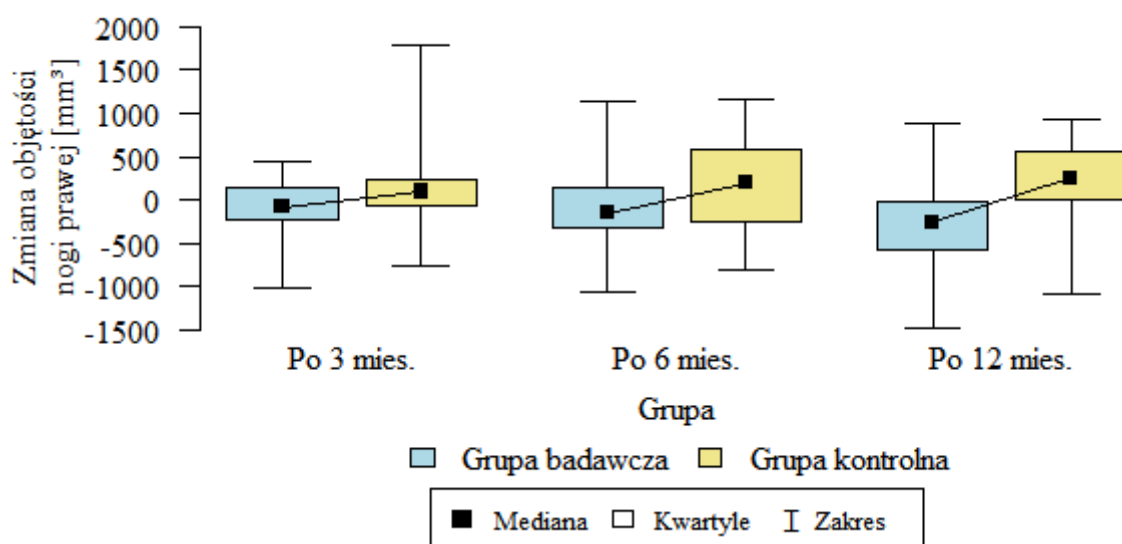 Zmiana objętości
nogi prawej [mm³]
2000
1500
1000
500
0
-500
-1000
-1500
Po 3 mies.
Po 6 mies.
Po 12 mies.
Grupa
Grupa badawcza
Grupa kontrolna
Mediana
Kwartyle
Zakres